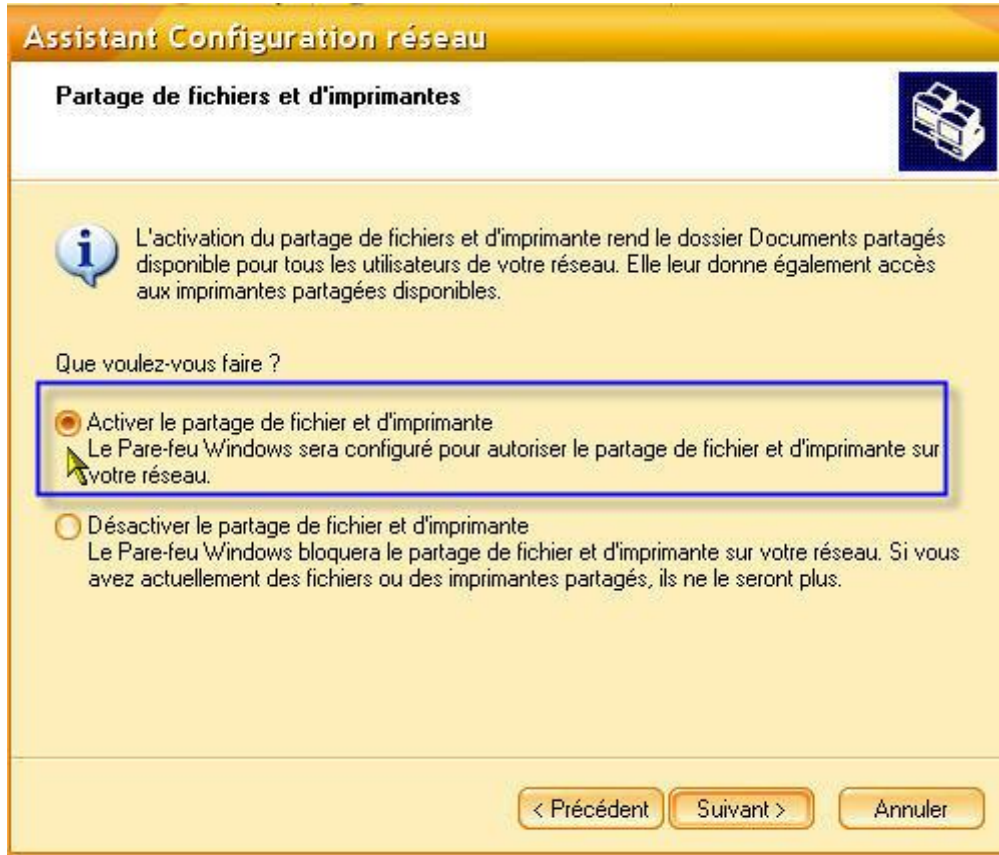 Assistant Configuration réseau
Partage de fichiers et d'imprimantes
L'activation du partage de fichiers et d'imprimante rend le dossier Documents partagés
disponible pour tous les utilisateurs de votre réseau. Elle leur donne également accès
aux imprimantes partagées disponibles.
Que voulez-vous faire ?
Activer le partage de fichier et d'imprimante
Le Pare-feu Windows sera configuré pour autoriser le partage de fichier et d'imprimante sur
votre réseau.
Désactiver le partage de fichier et d'imprimante
Le Pare-feu Windows bloquera le partage de fichier et d'imprimante sur votre réseau. Si vous
avez actuellement des fichiers ou des imprimantes partagés, ils ne le seront plus.
< Précédent Suivant > Annuler